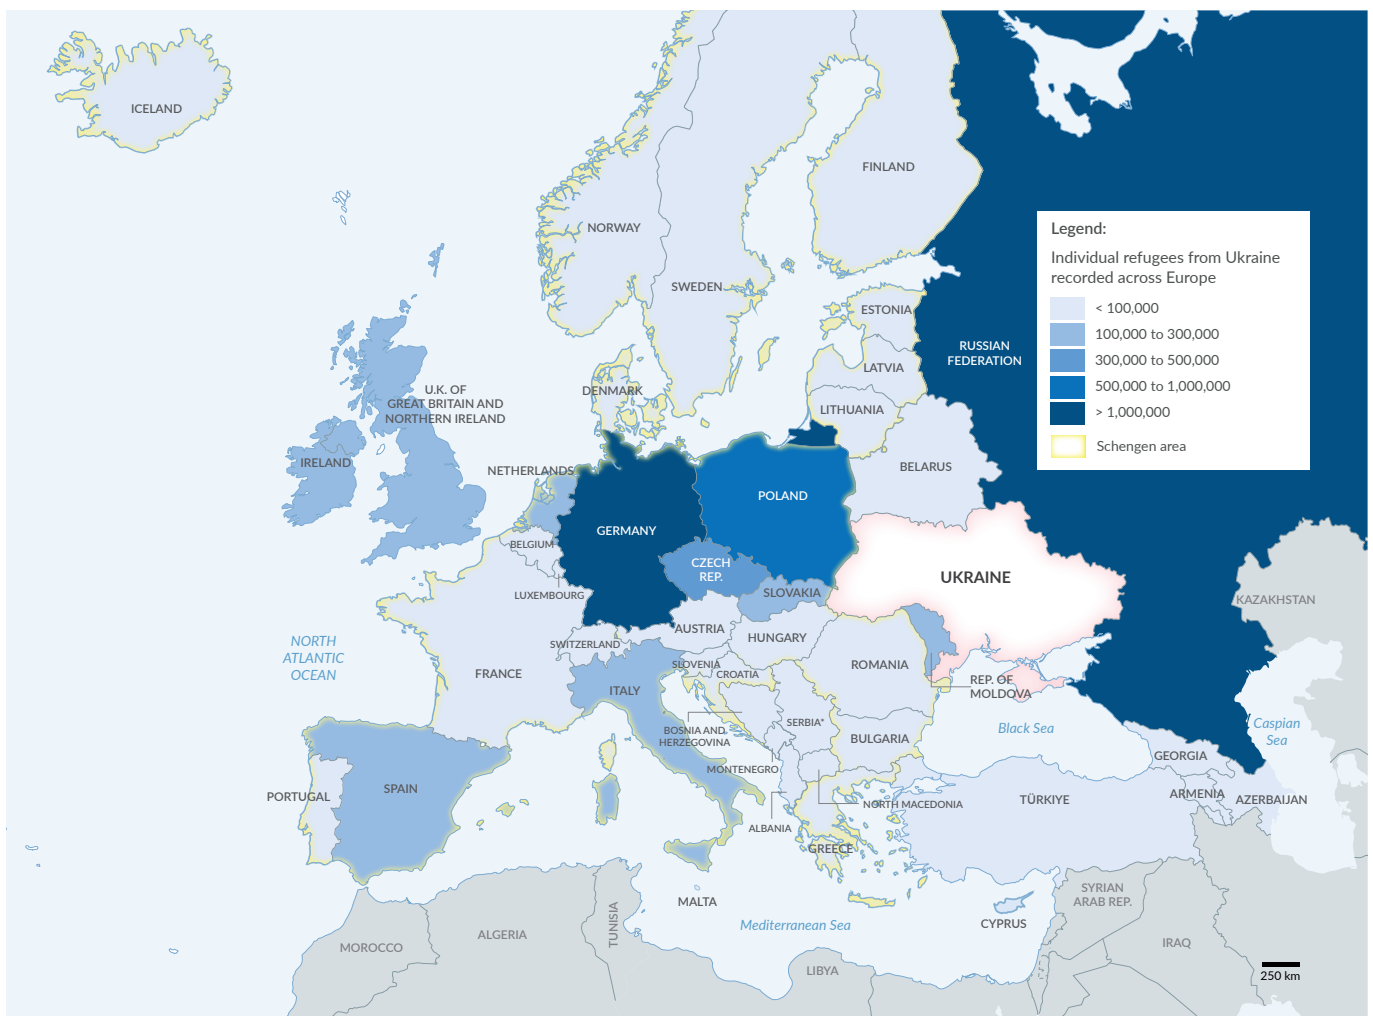 ICELAND
FINLAND
NORWAY
SWEDEN
ESTONIA
LATVIA
LITHUANIA
DENMARK
RUSSIAN
FEDERATION
Legend:
Individual refugees from Ukraine
recorded across Europe
< 100,000
100,000 to 300,000
300,000 to 500,000
500,000 to 1,000,000
> 1,000,000
Schengen area
U.K. OF
GREAT BRITAIN AND
NORTHERN IRELAND
IRELAND
NETHERLANDS
BELARUS
POLAND
GERMANY
BELGIUM
CZECH
REP.
UKRAINE
LUXEMBOURG
SLOVAKIA
KAZAKHSTAN
NORTH
ATLANTIC
OCEAN
AUSTRIA
HUNGARY
SWITZERLAND
SLOVENIA
CROATIA
ROMANIA
FRANCE
REP. OF
MOLDOVA
ITALY
SERBIA*
BOSNIA AND
HERZEGOVINA
BULGARIA
Black Sea
Caspian
Sea
GEORGIA
MONTENEGRO
SPAIN
PORTUGAL
NORTH MACEDONIA
TÜRKIYE
ARMENIA
AZERBAIJAN
ALBANIA
GREECE
MALTA
SYRIAN
ARAB REP.
Mediterranean Sea
CYPRUS
TUNISIA
ALGERIA
MOROCCO
LIBYA
IRAQ
250 km